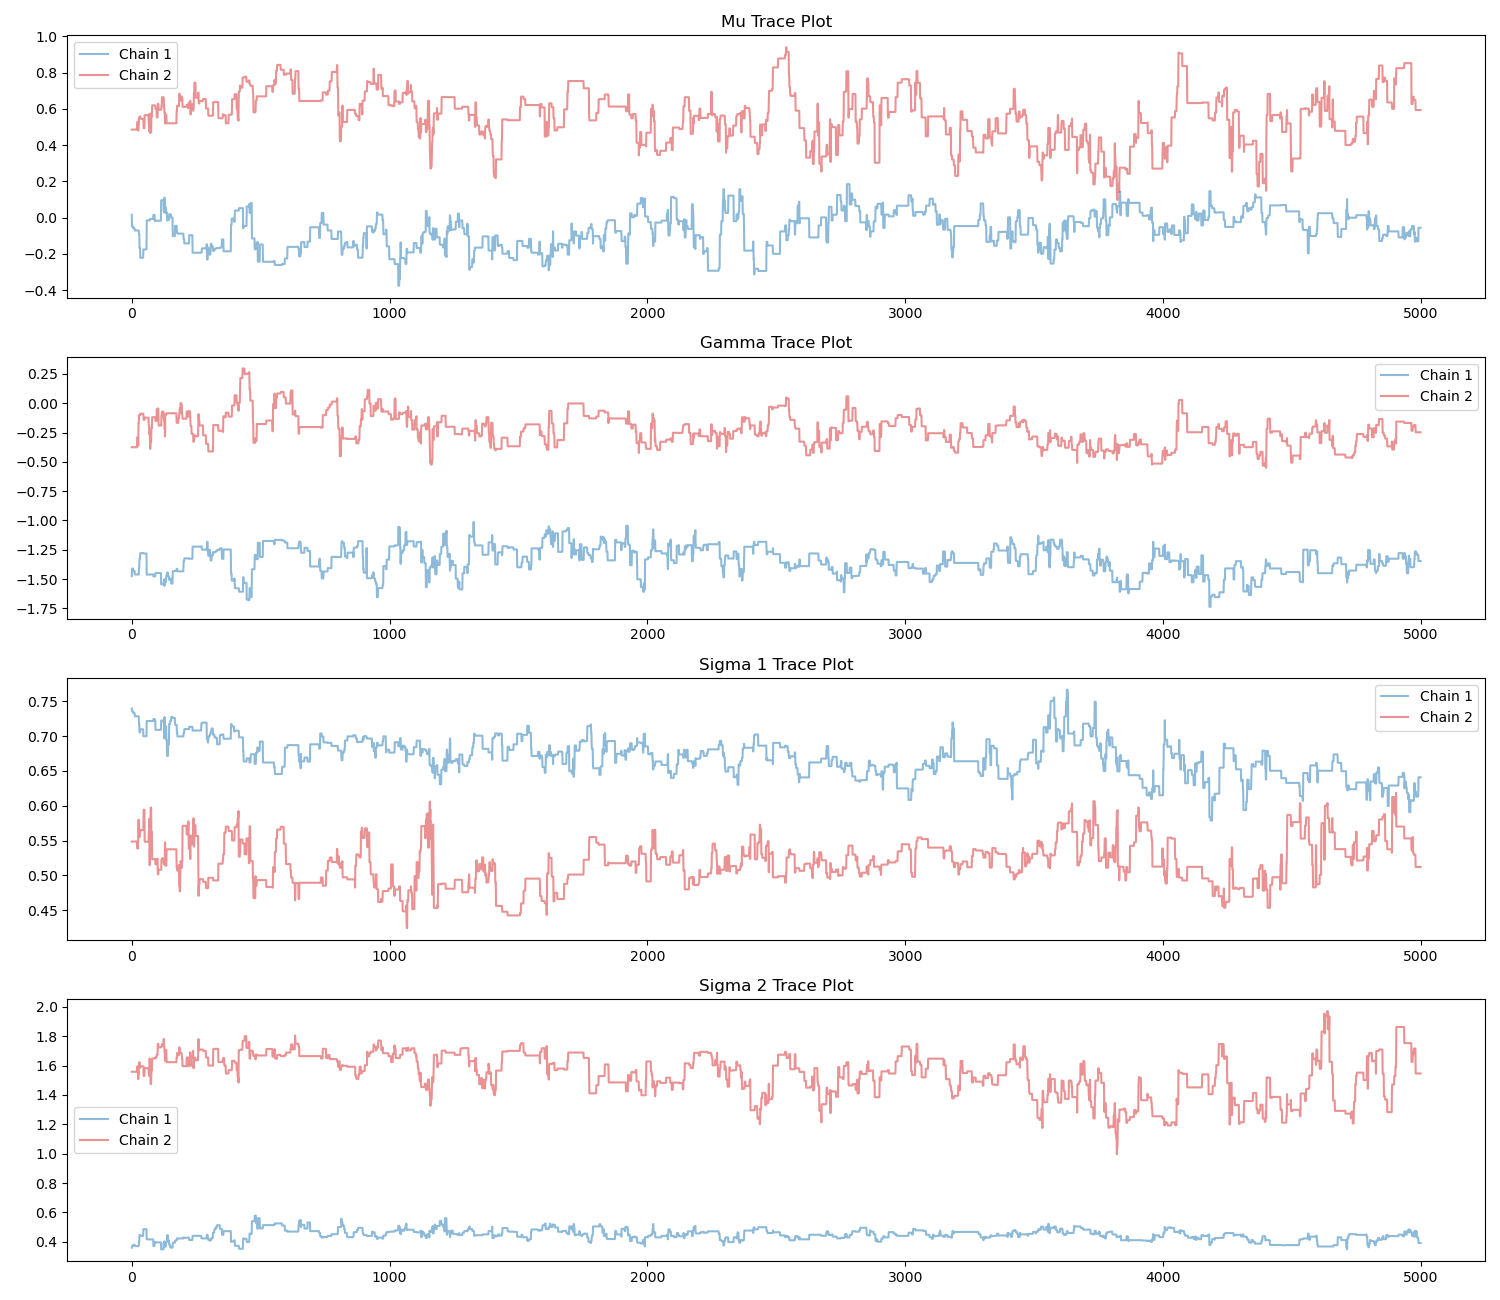 Mu Trace Plot
1.0
0.8
0.6
0.4
0.2
0.0
−0.2
−0.4
Chain 1
Chain 2
0 1000 2000 3000 4000 5000
Gamma Trace Plot
0.25
0.00
−0.25
−0.50
−0.75
−1.00
−1.25
−1.50
−1.75
Chain 1
Chain 2
0 1000 2000 3000 4000 5000
Sigma 1 Trace Plot
0.75
0.70
0.65
0.60
0.55
0.50
0.45
Chain 1
Chain 2
0 1000 2000 3000 4000 5000
Sigma 2 Trace Plot
2.0
1.8
1.6
1.4
1.2
1.0
0.8
0.6
0.4
Chain 1
Chain 2
0 1000 2000 3000 4000 5000